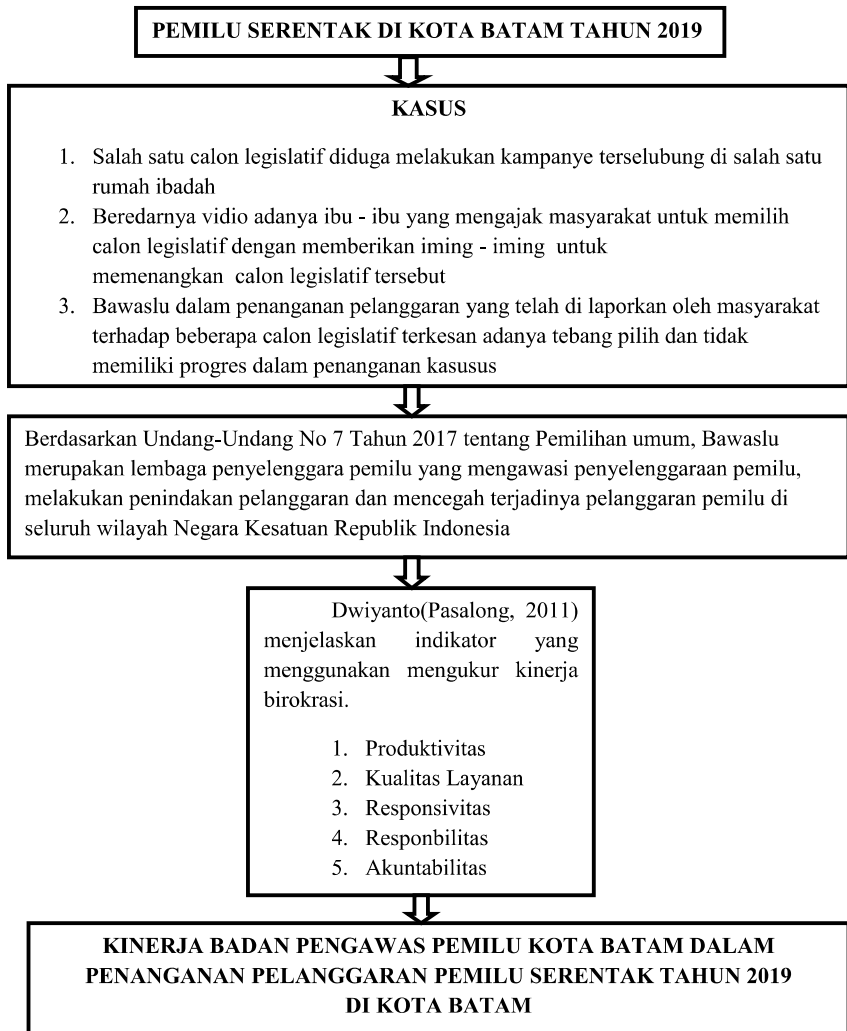 PEMILU SERENTAK DI KOTA BATAM TAHUN 2019
KASUS
1. Salah satu calon legislatif diduga melakukan kampanye terselubung di salah satu
rumah ibadah
2. Beredarnya vidio adanya ibu - ibu yang mengajak masyarakat untuk memilih
calon legislatif dengan memberikan iming - iming untuk
memenangkan calon legislatif tersebut
3. Bawaslu dalam penanganan pelanggaran yang telah di laporkan oleh masyarakat
terhadap beberapa calon legislatif terkesan adanya tebang pilih dan tidak
memiliki progres dalam penanganan kasusus
Berdasarkan Undang-Undang No 7 Tahun 2017 tentang Pemilihan umum, Bawaslu
merupakan lembaga penyelenggara pemilu yang mengawasi penyelenggaraan pemilu,
melakukan penindakan pelanggaran dan mencegah terjadinya pelanggaran pemilu di
seluruh wilayah Negara Kesatuan Republik Indonesia
Dwiyanto(Pasalong, 2011)
menjelaskan indikator yang
menggunakan mengukur kinerja
birokrasi.
1. Produktivitas
2. Kualitas Layanan
3. Responsivitas
4. Responbilitas
5. Akuntabilitas
KINERJA BADAN PENGAWAS PEMILU KOTA BATAM DALAM
PENANGANAN PELANGGARAN PEMILU SERENTAK TAHUN 2019
DI KOTA BATAM